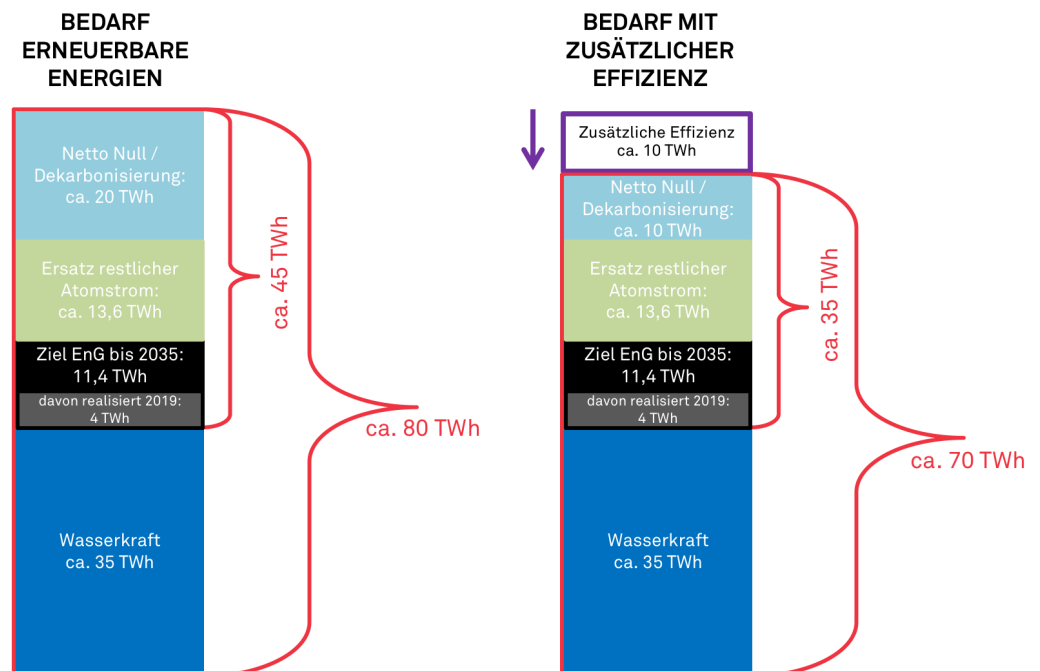 BEDARF
ERNEUERBARE
ENERGIEN
Netto Null /
Dekarbonisierung:
ca. 20 TWh
Ersatz restlicher
Atomstrom:
ca. 13,6 TWh
Ziel EnG bis 2035:
11,4 TWh
davon realisiert 2019:
4 TWh
Wasserkraft
ca. 35 TWh
ca. 45 TWh
ca. 80 TWh
BEDARF MIT
ZUSÄTZLICHER
EFFIZIENZ
Zusätzliche Effizienz
ca. 10 TWh
Netto Null /
Dekarbonisierung:
ca. 10 TWh
Ersatz restlicher
Atomstrom:
ca. 13,6 TWh
Ziel EnG bis 2035:
11,4 TWh
davon realisiert 2019:
4 TWh
Wasserkraft
ca. 35 TWh
ca. 35 TWh
ca. 70 TWh